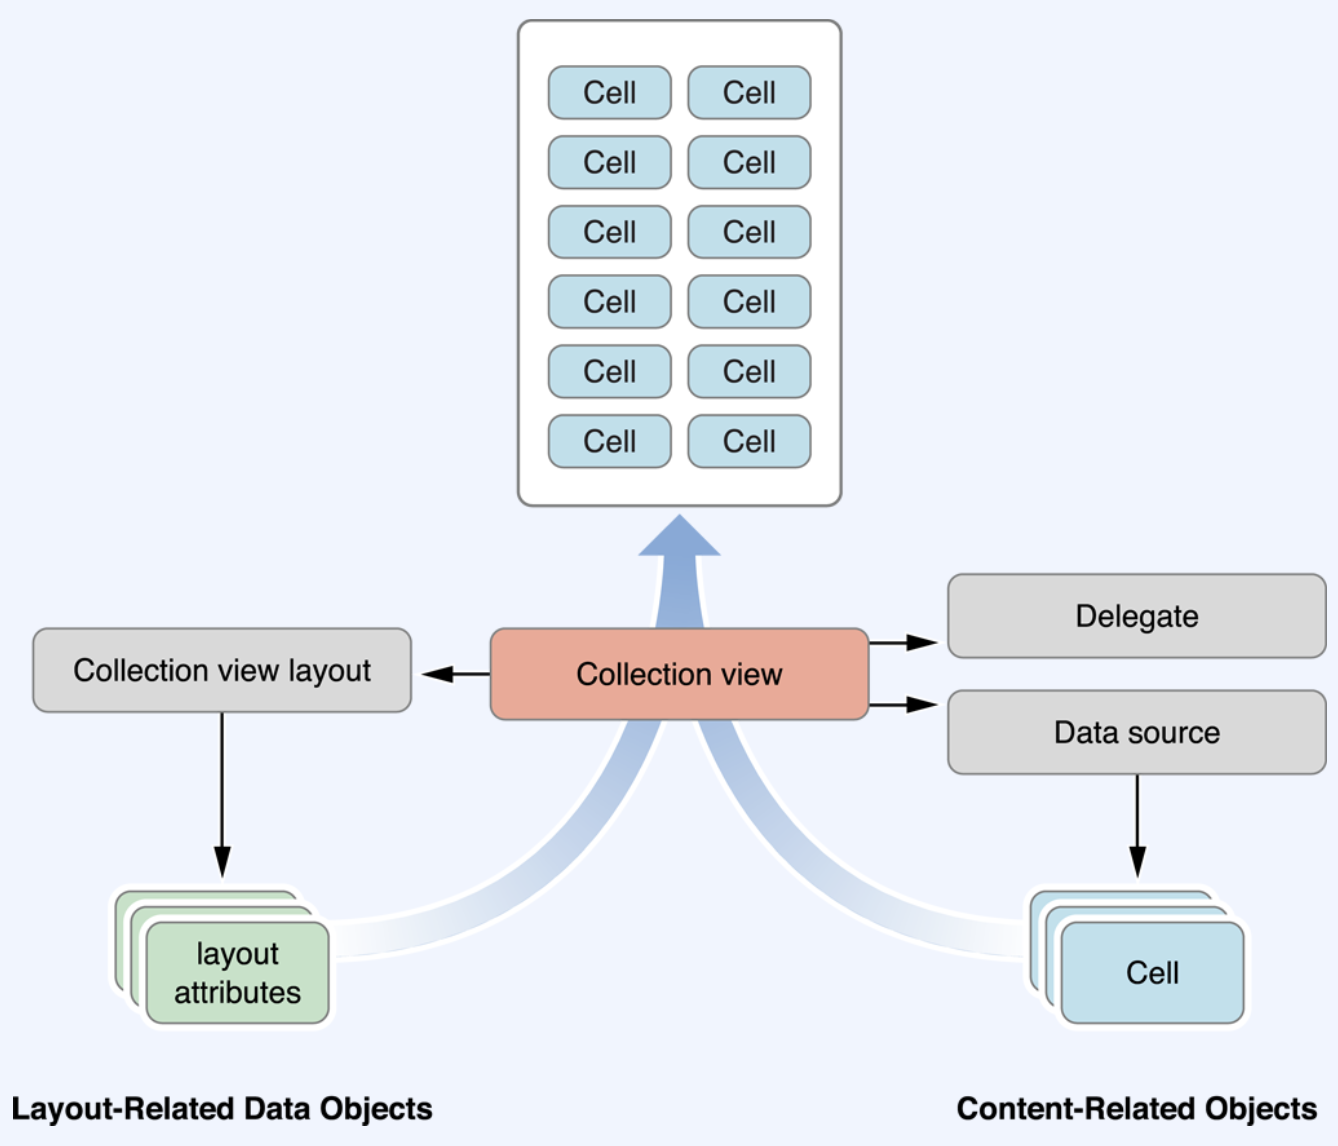 Cell Cell
Cell Cell
Cell Cell
Cell Cell
Cell Cell
Cell Cell
Delegate
Collection view layout
Collection view
Data source
layout
attributes
Cell
Layout-Related Data Objects
Content-Related Objects